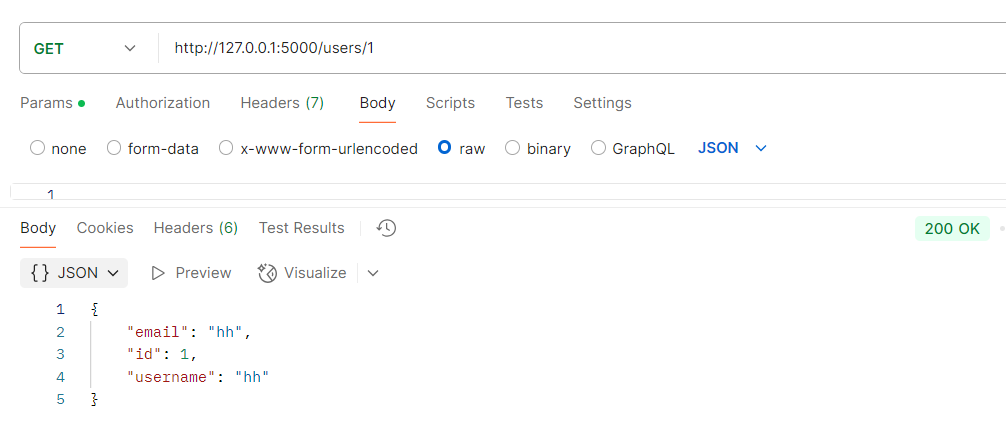 GET http://127.0.0.1:5000/users/1
Params Authorization Headers (7) Body Scripts Tests Settings
none form-data x-www-form-urlencoded raw binary GraphQL JSON
1
Body Cookies Headers (6) Test Results 200 OK
{} JSON Preview Visualize
1 {
2 "email": "hh",
3 "id": 1,
4 "username": "hh"
5 }